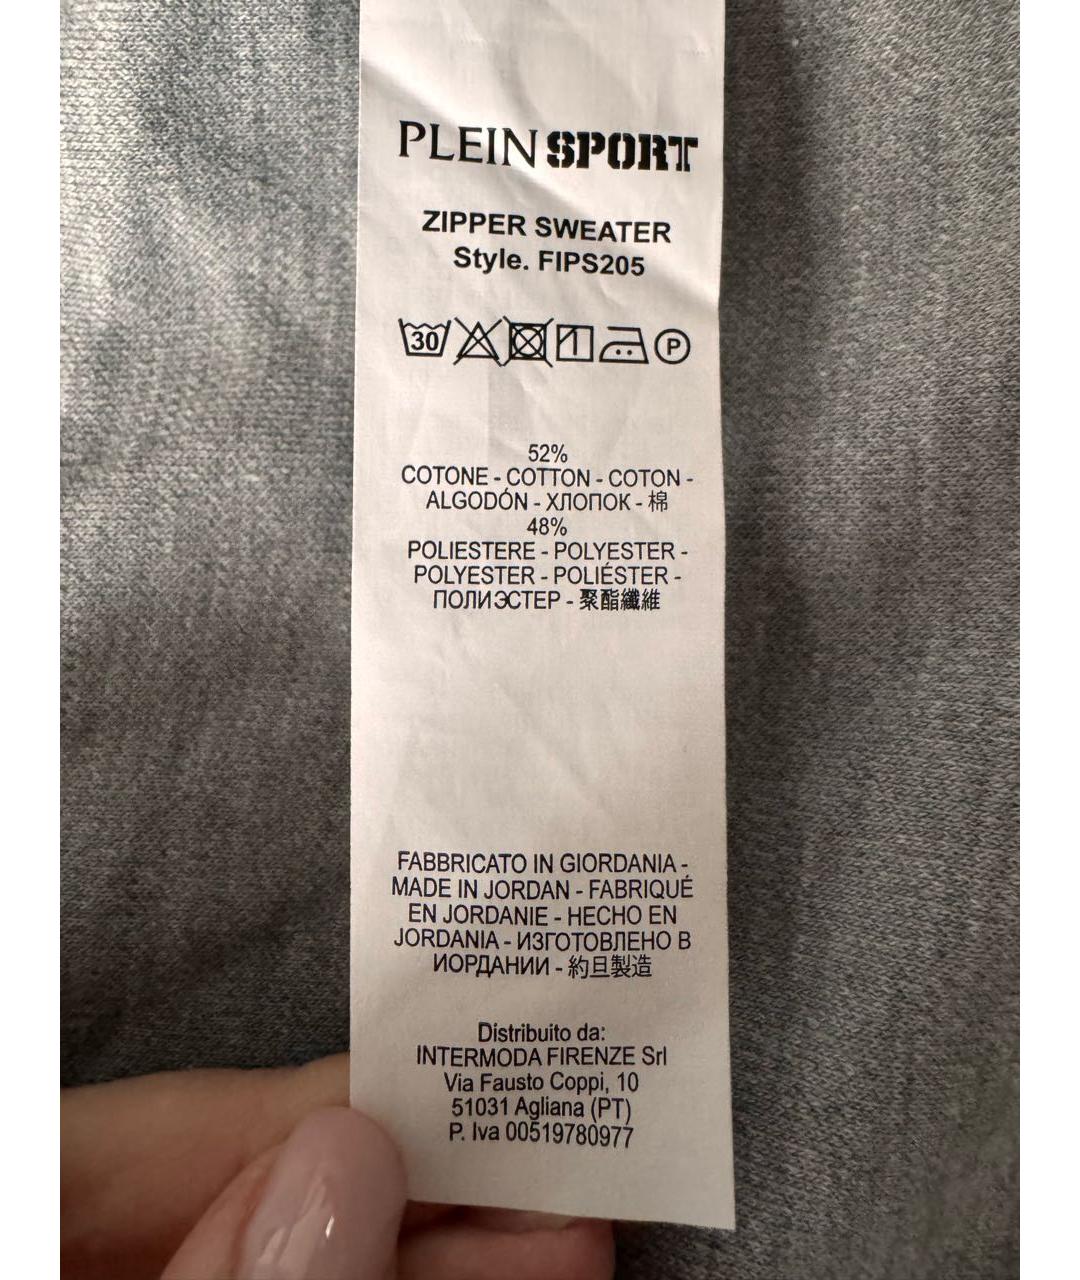 PLEIN SPORT
ZIPPER SWEATER
Style. FIPS205
30 P
52%
COTONE - COTTON - COTON -
ALGODÓN - ХЛОПОК - 棉
48%
POLIESTERE - POLYESTER -
POLYESTER - POLIÉSTER -
ПОЛИЭСТЕР - 聚酯纖維
FABBRICATO IN GIORDANIA -
MADE IN JORDAN - FABRIQUÉ
EN JORDANIE - HECHO EN
JORDANIA - ИЗГОТОВЛЕНО В
ИОРДАНИИ - 約旦製造
Distribuito da:
INTERMODA FIRENZE Srl
Via Fausto Coppi, 10
51031 Agliana (PT)
P. Iva 00519780977